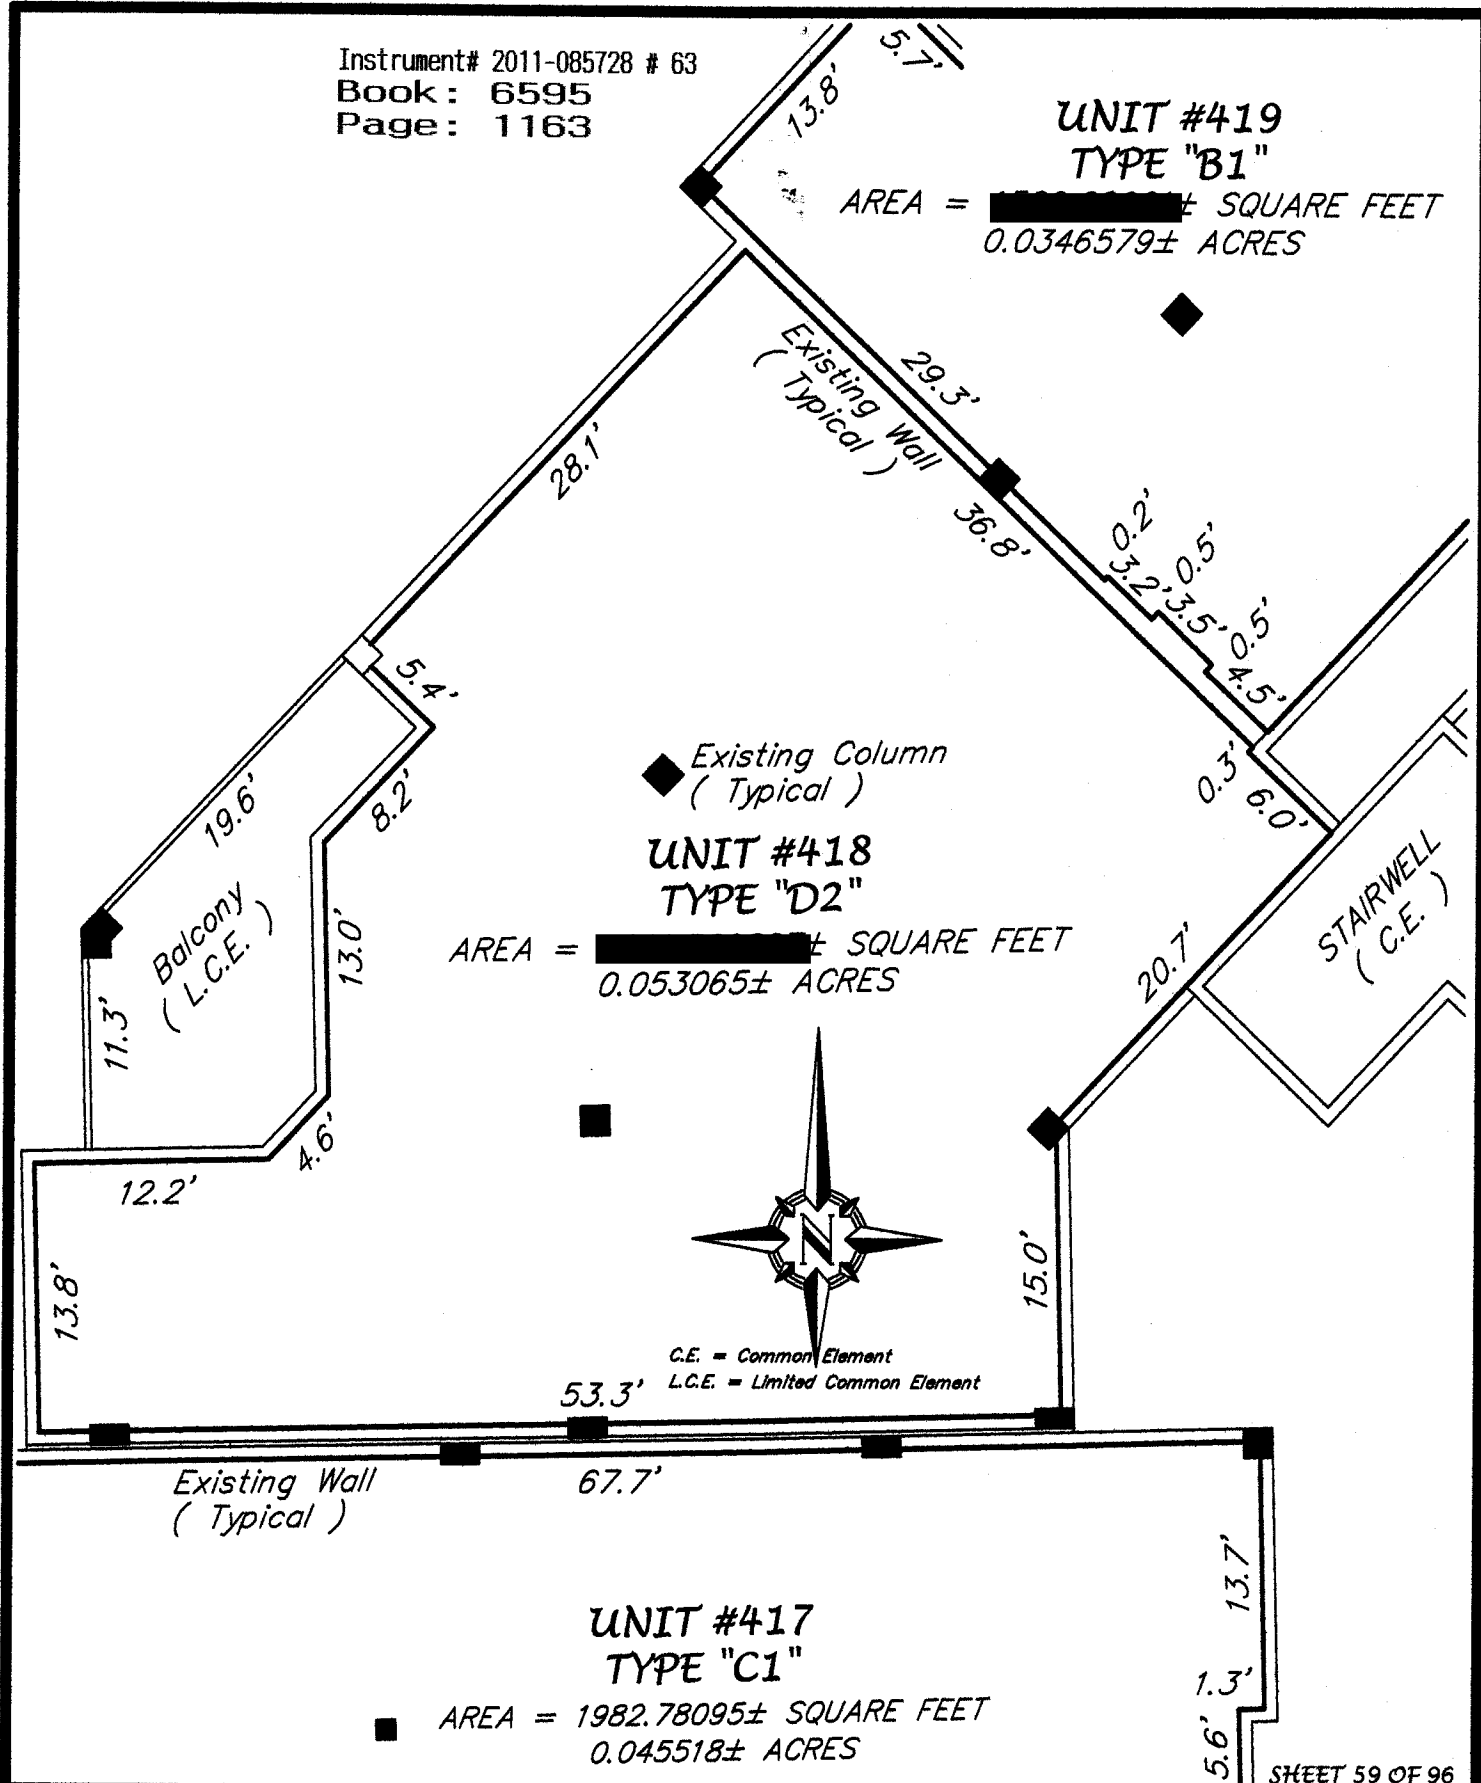 Instrument# 2011-085728 # 63
Book: 6595
Page: 1163
5.7'
13.8'
UNIT #419
TYPE "B1"
AREA = ± SQUARE FEET
0.0346579± ACRES
Existing Wall
( Typical )
29.3'
28.1'
36.8'
0.2'
3.2'
0.5'
3.5'
0.5'
4.5'
5.4'
Existing Column
( Typical )
0.3'
6.0'
19.6'
8.2'
UNIT #418
TYPE "D2"
AREA = ± SQUARE FEET
0.053065± ACRES
STAIRWELL
( C.E. )
Balcony
( L.C.E. )
13.0'
20.7'
11.3'
4.6'
12.2'
N
13.8'
15.0'
C.E. = Common Element
L.C.E. = Limited Common Element
53.3'
67.7'
Existing Wall
( Typical )
13.7'
UNIT #417
TYPE "C1"
1.3'
AREA = 1982.78095± SQUARE FEET
0.045518± ACRES
5.6'
SHEET 59 OF 96